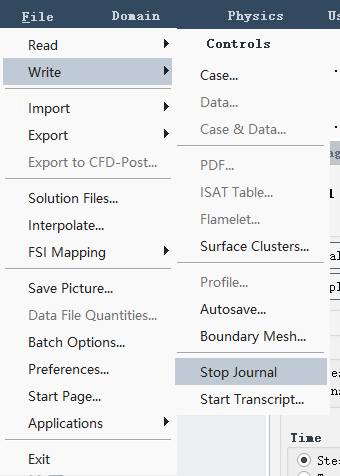 File Domain Physics
Read
Write
Import
Export
Export to CFD-Post...
Solution Files...
Interpolate...
FSI Mapping
Save Picture...
Data File Quantities...
Batch Options...
Preferences...
Start Page...
Applications
Exit
Controls
Case...
Data...
Case & Data...
PDF...
ISAT Table...
Flamelet...
Surface Clusters...
Profile...
Autosave...
Boundary Mesh...
Stop Journal
Start Transcript...
Time